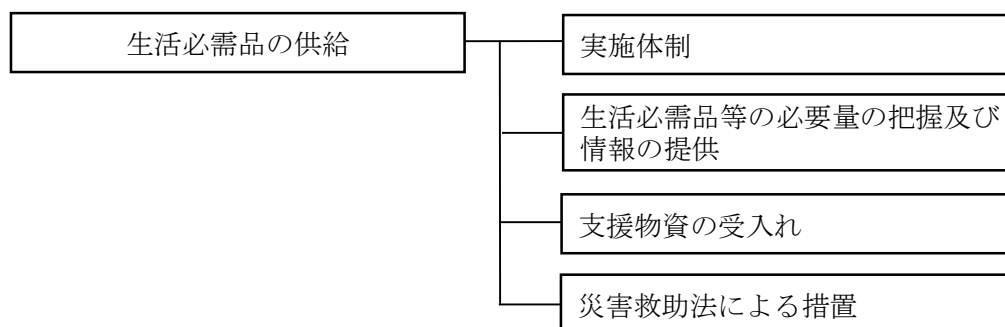 生活必需品の供給
実施体制
生活必需品等の必要量の把握及び
情報の提供
支援物資の受入れ
災害救助法による措置